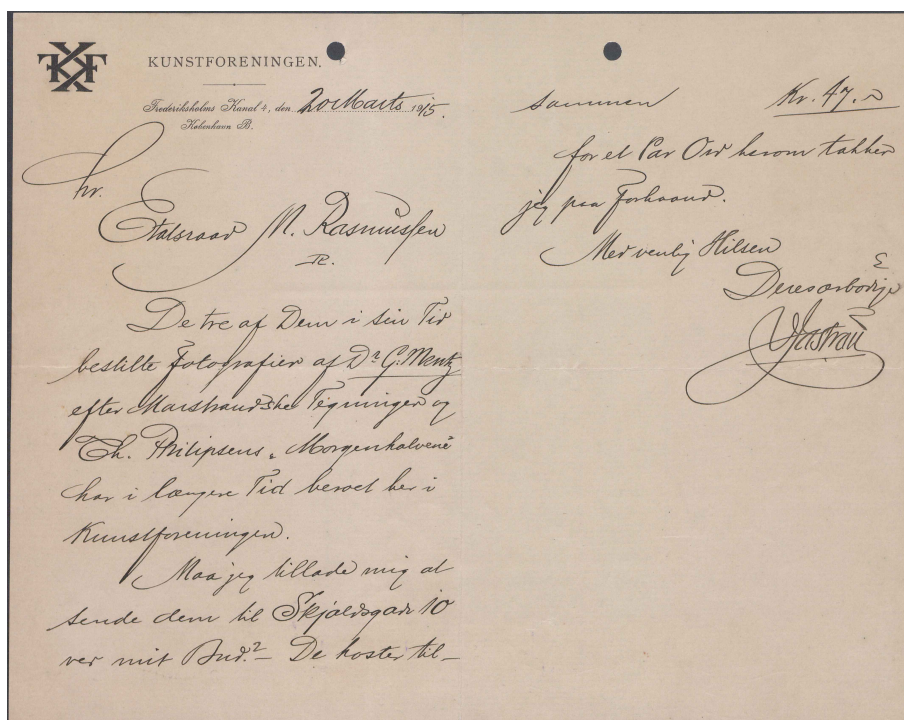 KUNSTFORENINGEN.
Frederiksholms Kanal 4, den 20 Marts 1915.
København B.
Hr.
Etatsraad M. Rasmussen
R.
De tre af Dem i sin Tid
bestilte Fotografier af Dr G. Mentz
efter Marstrandske Tegninger og
Th. Philipsens „Morgenkalvene"
har i længere Tid beroet her i
Kunstforeningen.
Maa jeg tillade mig at
sende dem til Skjoldsgade 10
ver mit Bud?– De koster til–
sammen Kr. 47.
for et Par Ord herom takker
jeg paa Forhaand.
Med venlig Hilsen
Deres ærbødige